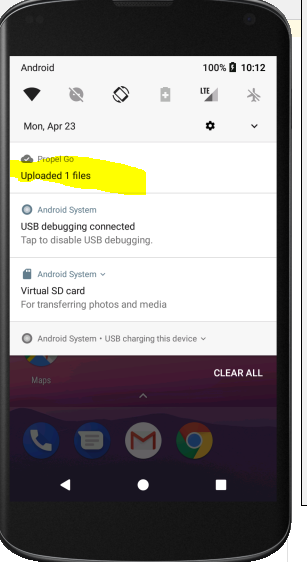 Android 100% 10:12
LTE
Mon, Apr 23
Propel Go
Uploaded 1 files
Android System
USB debugging connected
Tap to disable USB debugging.
Android System
Virtual SD card
For transferring photos and media
Android System • USB charging this device
Maps CLEAR ALL